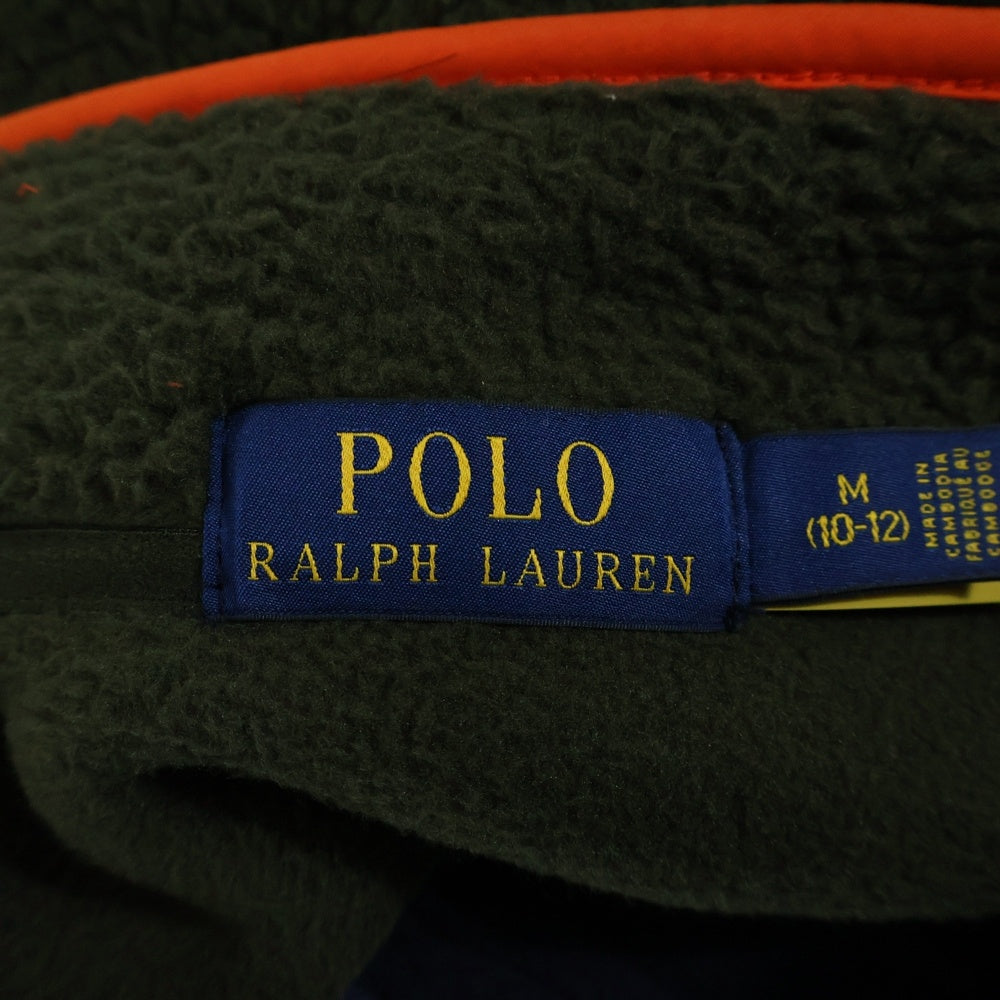 POLO
RALPH LAUREN
M
(10-12)
MADE IN
CAMBODIA
FABRIQUÉ AU
CAMBODGE